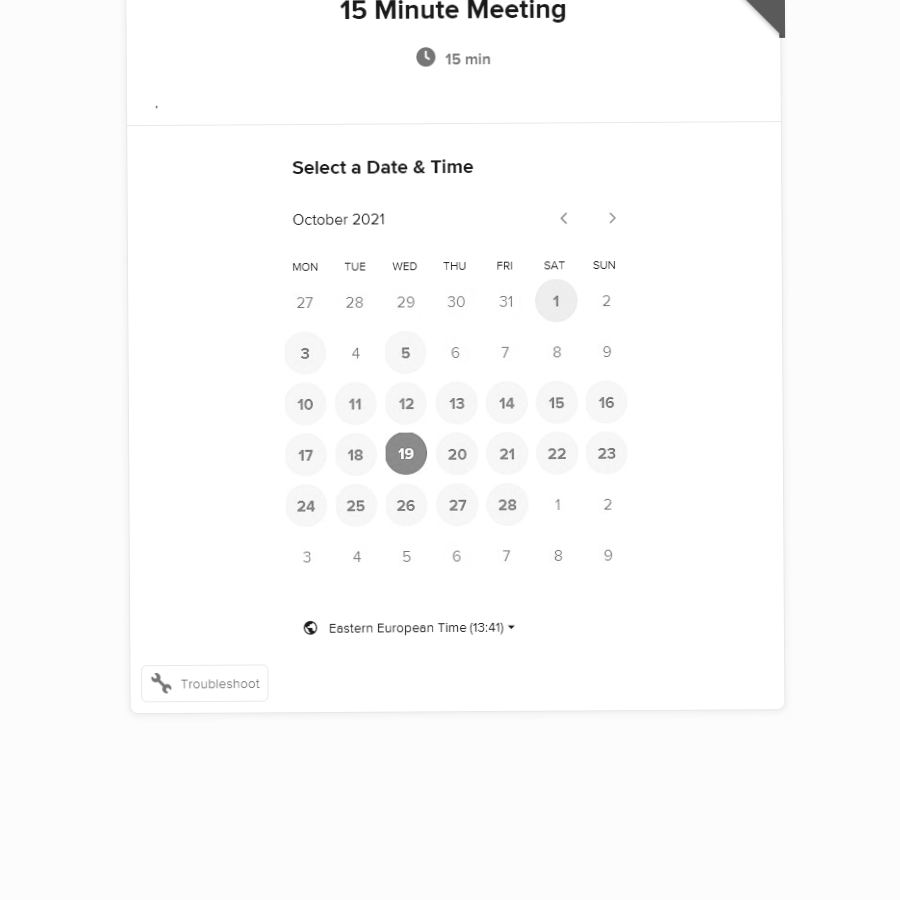 15 Minute Meeting
15 min
.
Select a Date & Time
October 2021
MON TUE WED THU FRI SAT SUN
27 28 29 30 31 1 2
3 4 5 6 7 8 9
10 11 12 13 14 15 16
17 18 19 20 21 22 23
24 25 26 27 28 1 2
3 4 5 6 7 8 9
Eastern European Time (13:41)
Troubleshoot